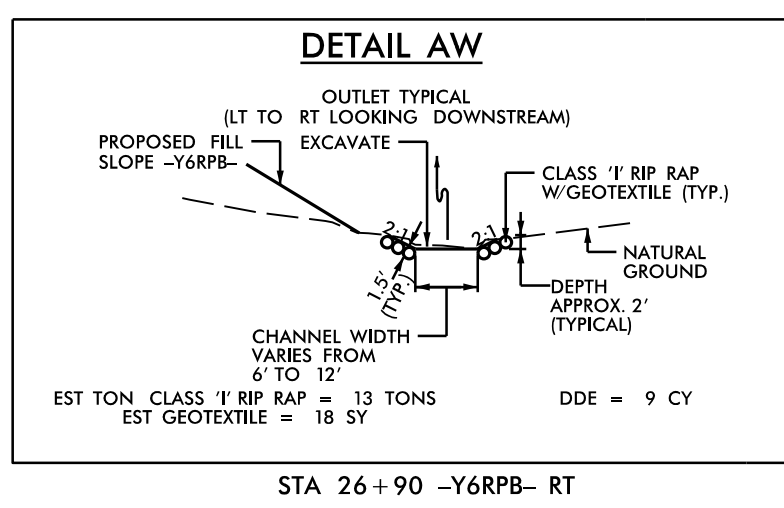 DETAIL AW
OUTLET TYPICAL
(LT TO RT LOOKING DOWNSTREAM)
PROPOSED FILL
SLOPE –Y6RPB–
EXCAVATE
CLASS 'I' RIP RAP
W/GEOTEXTILE (TYP.)
2:1
2:1
NATURAL
GROUND
1.5'
(TYP.)
DEPTH
APPROX. 2'
(TYPICAL)
CHANNEL WIDTH
VARIES FROM
6' TO 12'
EST TON CLASS 'I' RIP RAP = 13 TONS
EST GEOTEXTILE = 18 SY
DDE = 9 CY
STA 26+90 –Y6RPB– RT